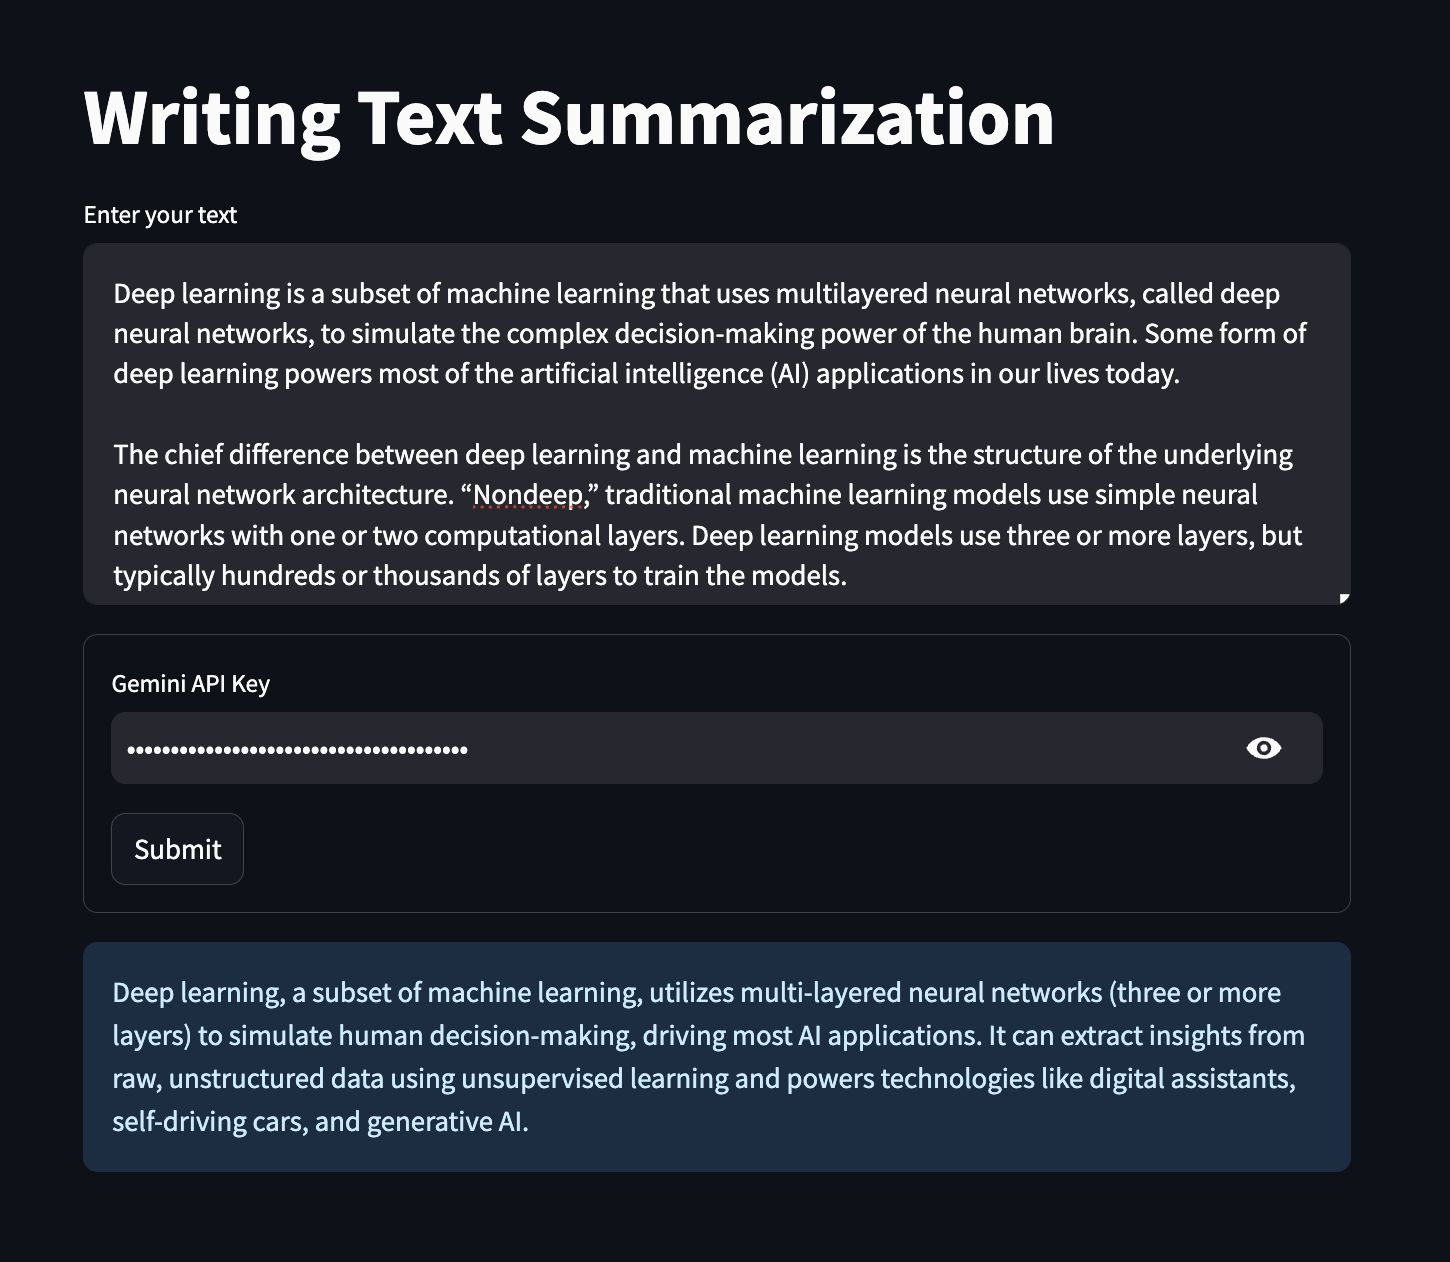 Writing Text Summarization
Enter your text
Deep learning is a subset of machine learning that uses multilayered neural networks, called deep
neural networks, to simulate the complex decision-making power of the human brain. Some form of
deep learning powers most of the artificial intelligence (AI) applications in our lives today.
The chief difference between deep learning and machine learning is the structure of the underlying
neural network architecture. “Nondeep,” traditional machine learning models use simple neural
networks with one or two computational layers. Deep learning models use three or more layers, but
typically hundreds or thousands of layers to train the models.
Gemini API Key
Submit
Deep learning, a subset of machine learning, utilizes multi-layered neural networks (three or more
layers) to simulate human decision-making, driving most AI applications. It can extract insights from
raw, unstructured data using unsupervised learning and powers technologies like digital assistants,
self-driving cars, and generative AI.